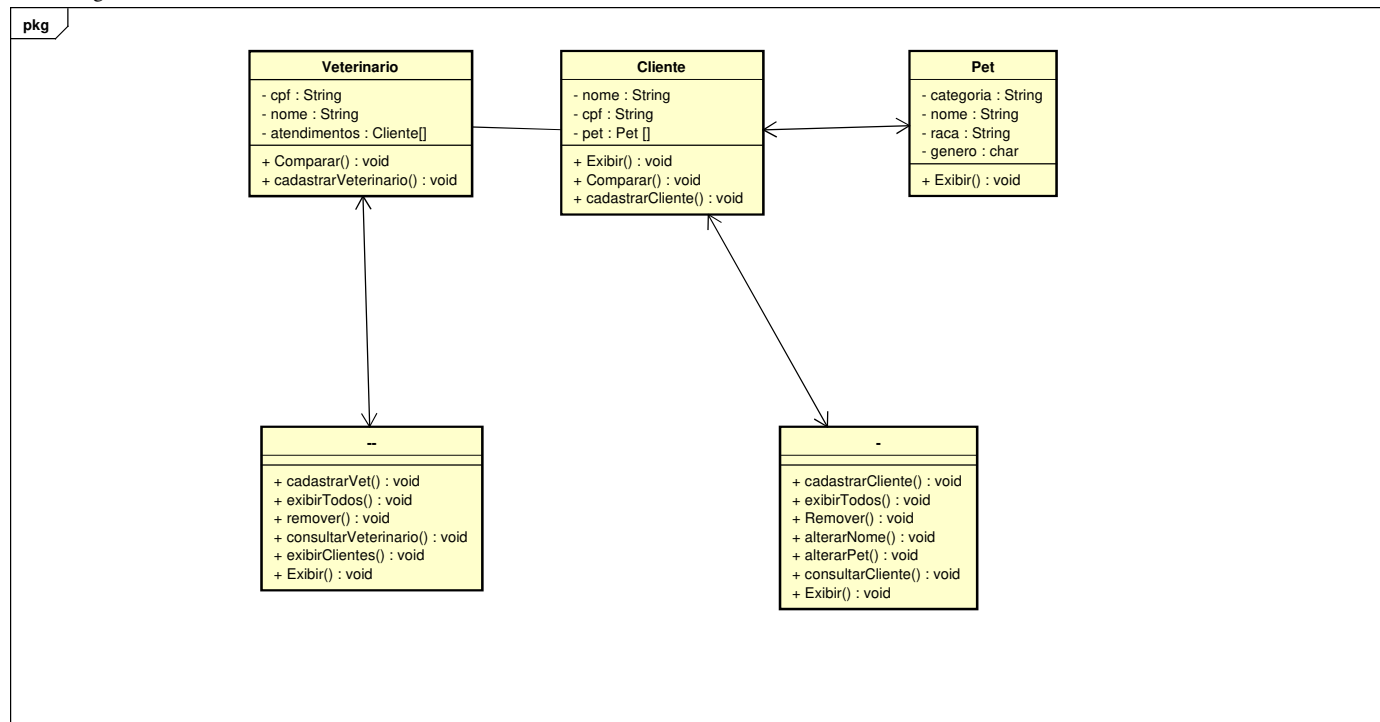 pkg
Veterinario
- cpf : String
- nome : String
- atendimentos : Cliente[]
+ Comparar() : void
+ cadastrarVeterinario() : void
Cliente
- nome : String
- cpf : String
- pet : Pet []
+ Exibir() : void
+ Comparar() : void
+ cadastrarCliente() : void
Pet
- categoria : String
- nome : String
- raca : String
- genero : char
+ Exibir() : void
--
+ cadastrarVet() : void
+ exibirTodos() : void
+ remover() : void
+ consultarVeterinario() : void
+ exibirClientes() : void
+ Exibir() : void
-
+ cadastrarCliente() : void
+ exibirTodos() : void
+ Remover() : void
+ alterarNome() : void
+ alterarPet() : void
+ consultarCliente() : void
+ Exibir() : void